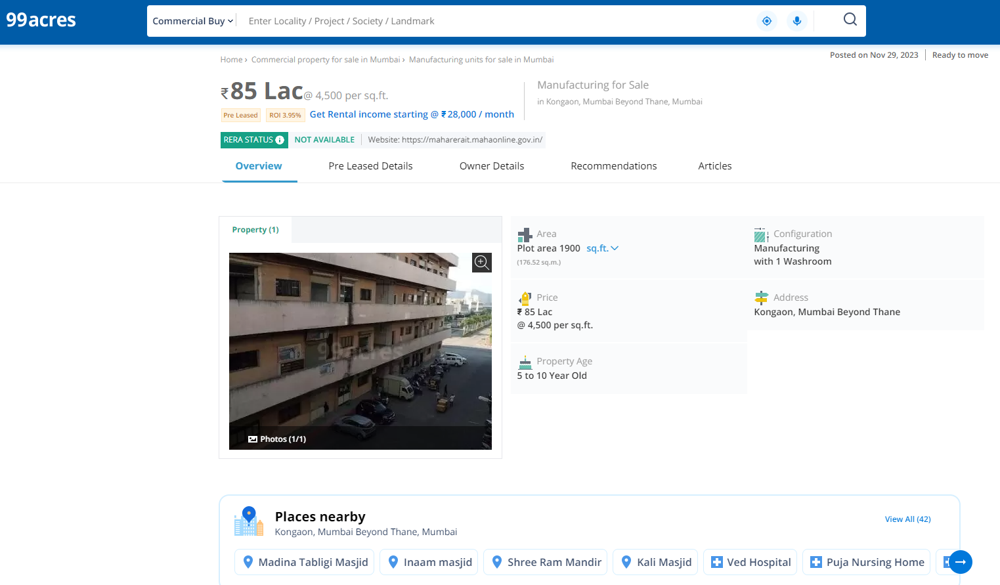 99acres
Commercial Buy
Enter Locality / Project / Society / Landmark
Posted on Nov 29, 2023
Ready to move
Home › Commercial property for sale in Mumbai › Manufacturing units for sale in Mumbai
₹85 Lac @ 4,500 per sq.ft.
Manufacturing for Sale
in Kongaon, Mumbai Beyond Thane, Mumbai
Pre Leased
ROI 3.95%
Get Rental income starting @ ₹28,000 / month
RERA STATUS
NOT AVAILABLE
Website: https://maharerait.mahaonline.gov.in/
Overview
Pre Leased Details
Owner Details
Recommendations
Articles
Property (1)
99acres
Photos (1/1)
Area
Plot area 1900 sq.ft.
(176.52 sq.m.)
Configuration
Manufacturing
with 1 Washroom
Price
₹ 85 Lac
@ 4,500 per sq.ft.
Address
Kongaon, Mumbai Beyond Thane
Property Age
5 to 10 Year Old
Places nearby
Kongaon, Mumbai Beyond Thane, Mumbai
View All (42)
Madina Tabligi Masjid
Inaam masjid
Shree Ram Mandir
Kali Masjid
Ved Hospital
Puja Nursing Home